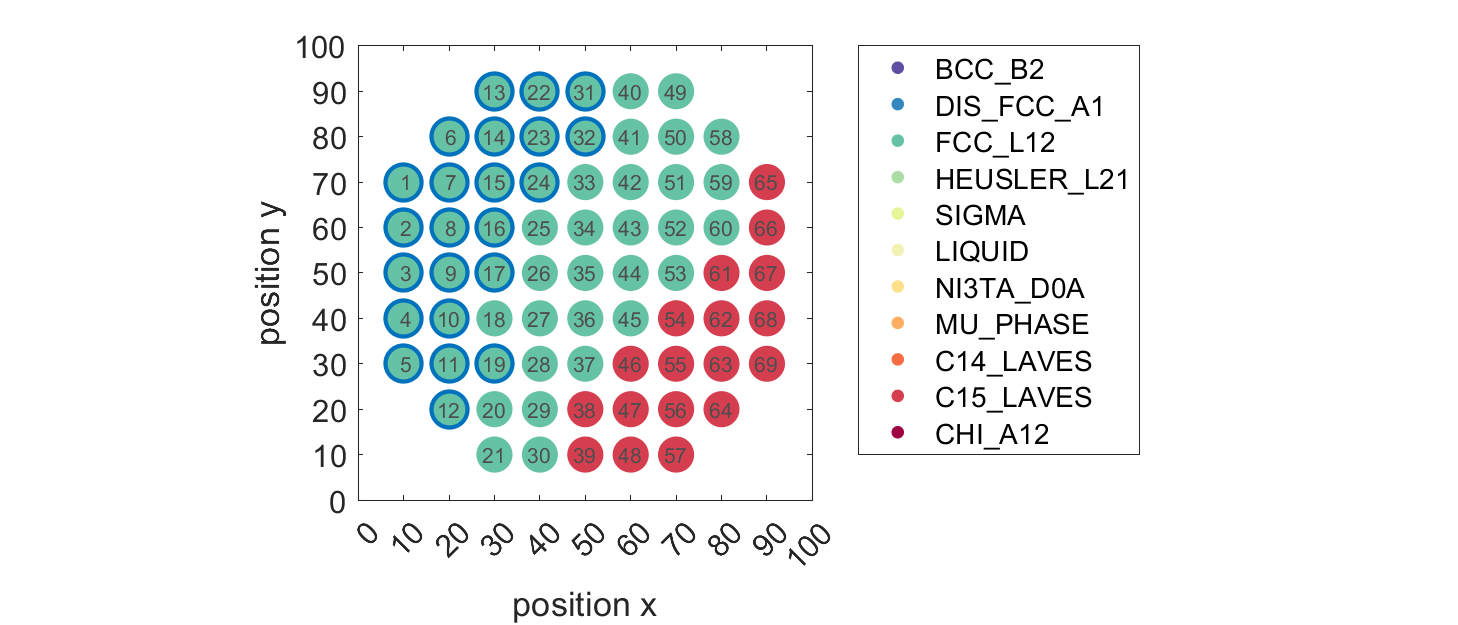 100
90
80
70
60
50
40
30
20
10
0
position y
13 22 31 40 49
6 14 23 32 41 50 58
1 7 15 24 33 42 51 59 65
2 8 16 25 34 43 52 60 66
3 9 17 26 35 44 53 61 67
4 10 18 27 36 45 54 62 68
5 11 19 28 37 46 55 63 69
12 20 29 38 47 56 64
21 30 39 48 57
0 10 20 30 40 50 60 70 80 90 100
position x
BCC_B2
DIS_FCC_A1
FCC_L12
HEUSLER_L21
SIGMA
LIQUID
NI3TA_D0A
MU_PHASE
C14_LAVES
C15_LAVES
CHI_A12